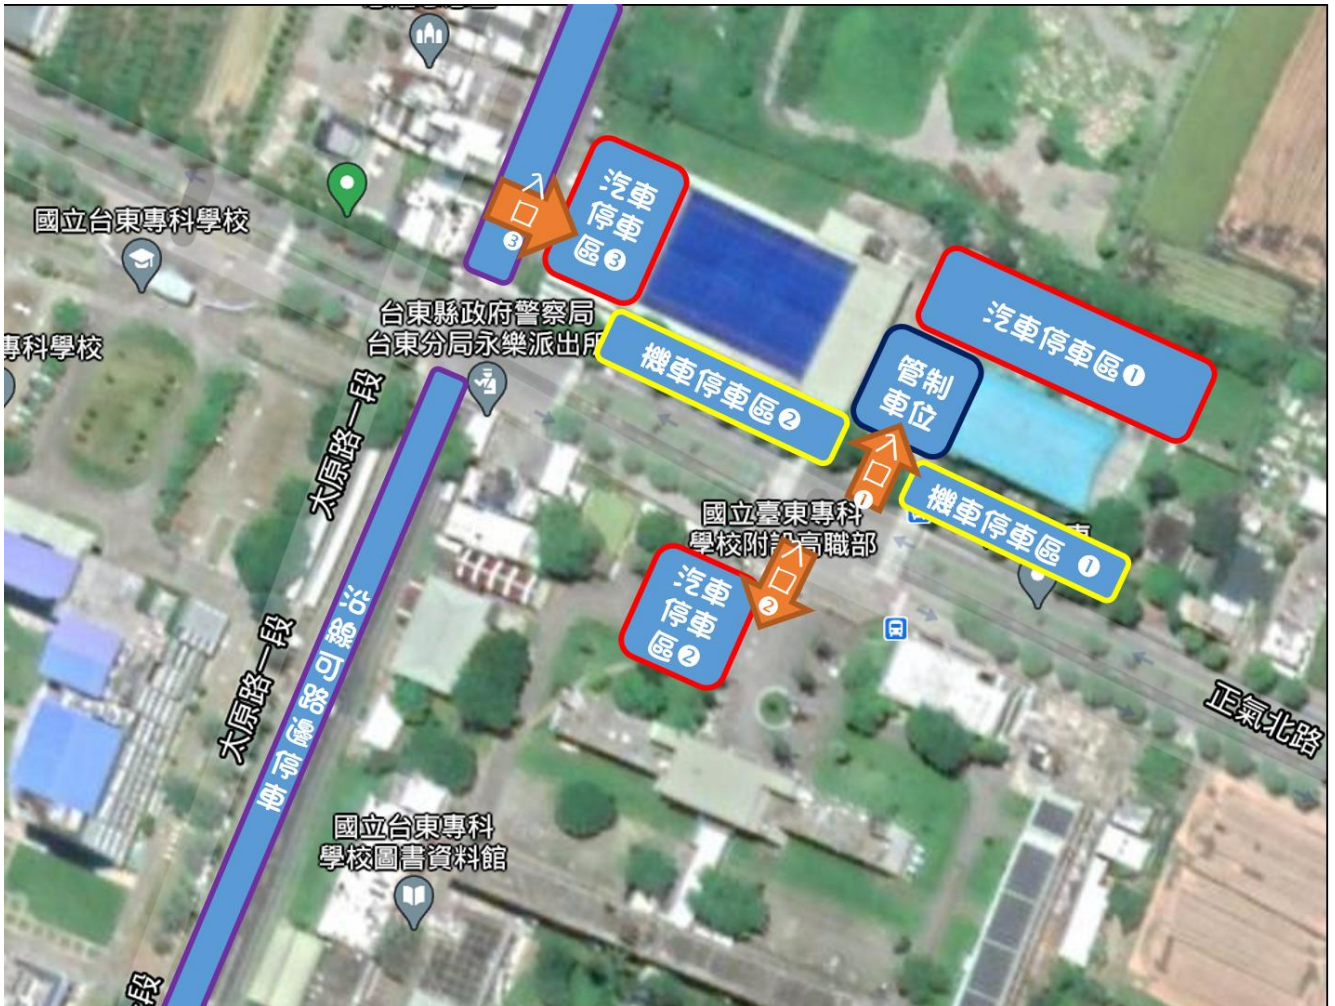 入
口
❸
汽車
停車
區❸
國立台東專科學校
台東縣政府警察局
台東分局永樂派出所
專科學校
汽車停車區❶
機車停車區❷
管制
車位
入
口
❶
機車停車區 ❶
太原路一段
國立臺東專科
學校附設高職部
入
口
❷
汽車
停車
區❷
沿線可路邊停車
太原路一段
正氣北路
國立台東專科
學校圖書資料館
段